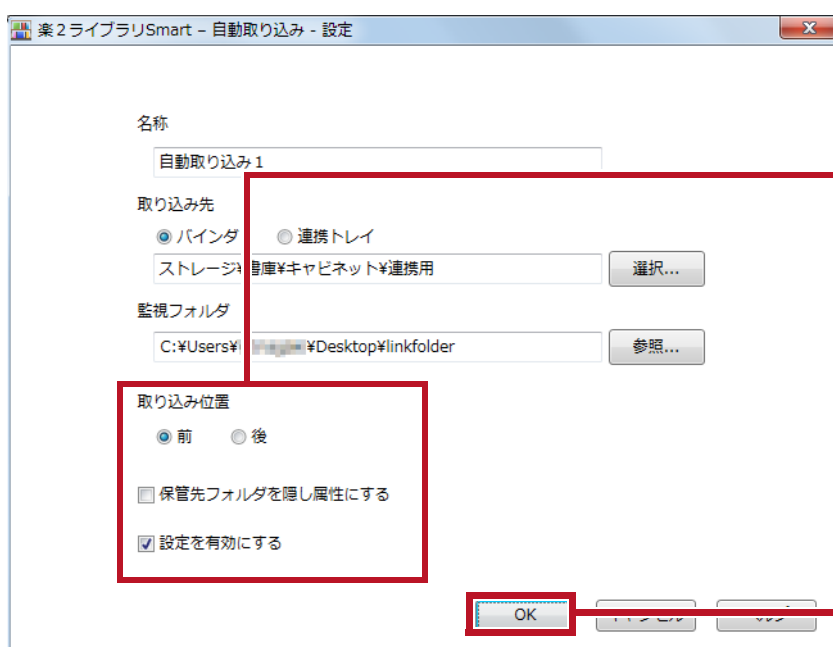 楽2ライブラリSmart – 自動取り込み - 設定
名称
自動取り込み1
取り込み先
バインダ 連携トレイ
ストレージ¥書庫¥キャビネット¥連携用 選択...
監視フォルダ
C:¥Users¥ ¥Desktop¥linkfolder 参照...
取り込み位置
前 後
保管先フォルダを隠し属性にする
設定を有効にする
OK